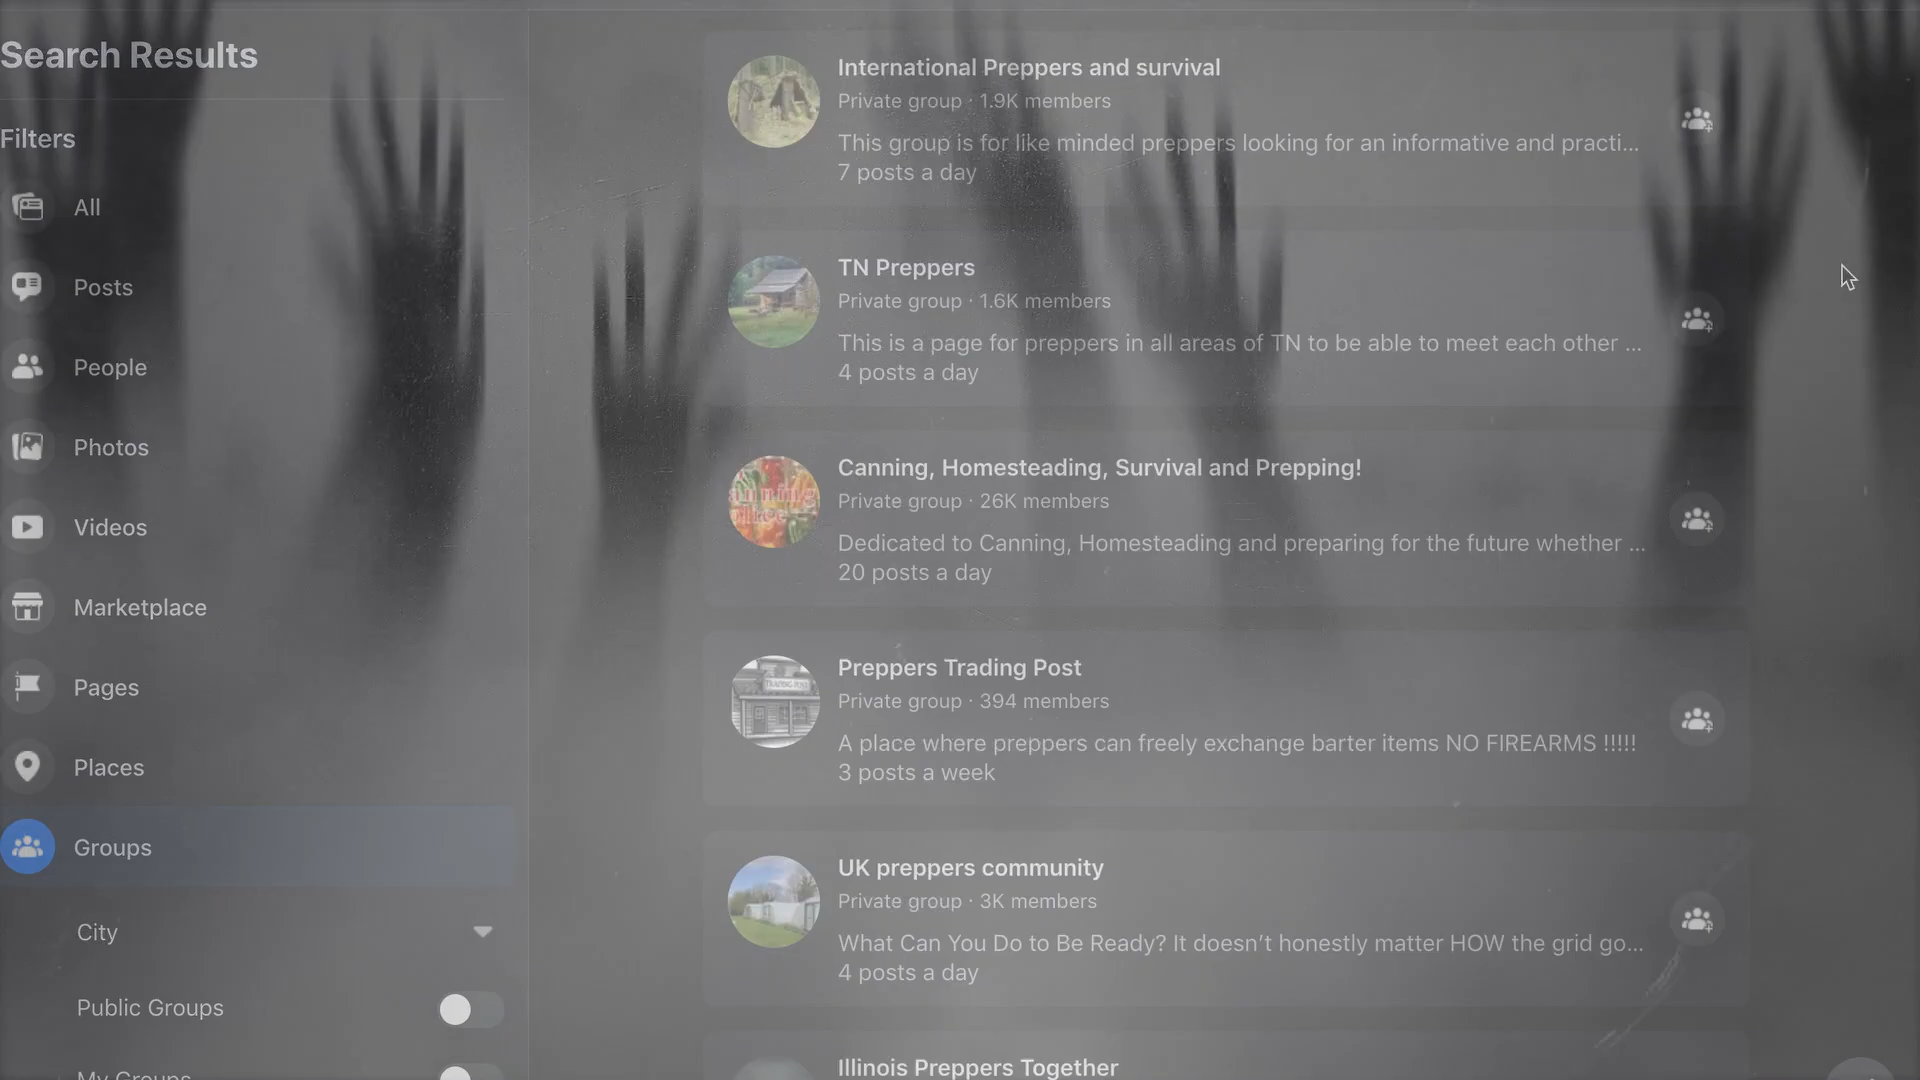 Search Results
Filters
All
Posts
People
Photos
Videos
Marketplace
Pages
Places
Groups
City
Public Groups
My Groups
International Preppers and survival
Private group · 1.9K members
This group is for like minded preppers looking for an informative and practi...
7 posts a day
TN Preppers
Private group · 1.6K members
This is a page for preppers in all areas of TN to be able to meet each other ...
4 posts a day
Canning, Homesteading, Survival and Prepping!
Private group · 26K members
Dedicated to Canning, Homesteading and preparing for the future whether ...
20 posts a day
Preppers Trading Post
Private group · 394 members
A place where preppers can freely exchange barter items NO FIREARMS !!!!!
3 posts a week
TRADING POST
UK preppers community
Private group · 3K members
What Can You Do to Be Ready? It doesn’t honestly matter HOW the grid go...
4 posts a day
Illinois Preppers Together